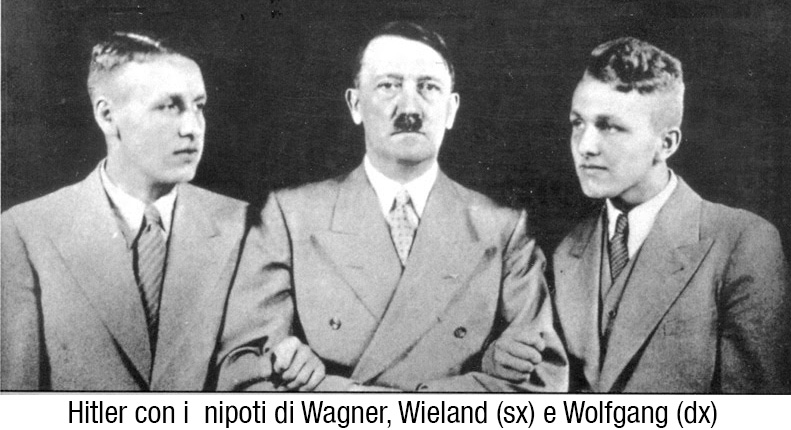 Hitler con i nipoti di Wagner, Wieland (sx) e Wolfgang (dx)